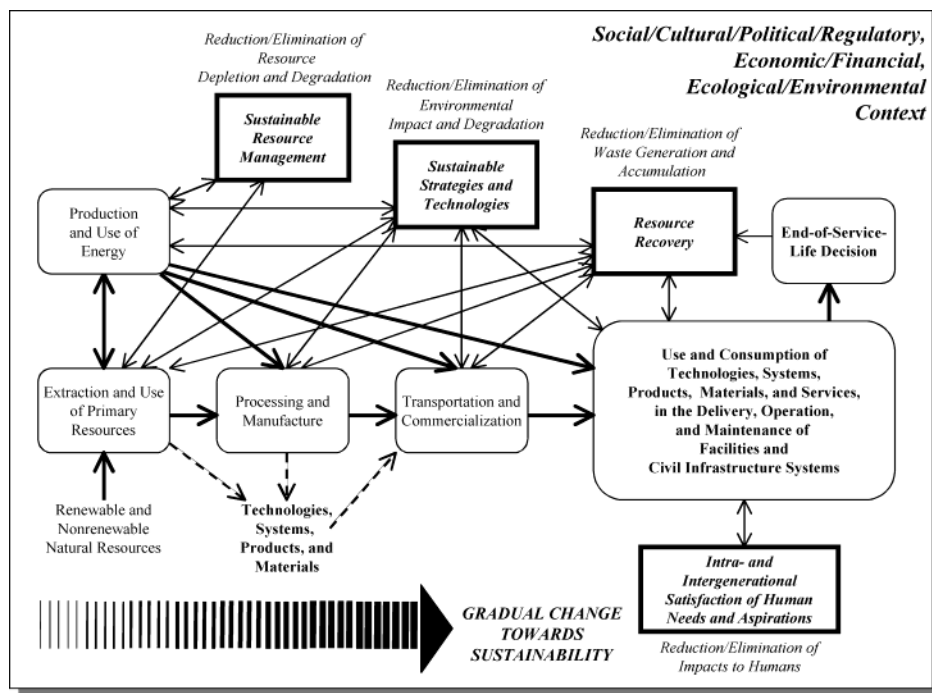 Reduction/Elimination of
Resource
Depletion and Degradation
Social/Cultural/Political/Regulatory,
Economic/Financial,
Ecological/Environmental
Context
Reduction/Elimination of
Environmental
Impact and Degradation
Sustainable
Resource
Management
Reduction/Elimination of
Waste Generation and
Accumulation
Sustainable
Strategies and
Technologies
Production
and Use of
Energy
Resource
Recovery
End-of-Service-
Life Decision
Extraction and Use
of Primary
Resources
Processing and
Manufacture
Transportation and
Commercialization
Use and Consumption of
Technologies, Systems,
Products, Materials, and Services,
in the Delivery, Operation,
and Maintenance of
Facilities and
Civil Infrastructure Systems
Renewable and
Nonrenewable
Natural Resources
Technologies,
Systems,
Products, and
Materials
Intra- and
Intergenerational
Satisfaction of Human
Needs and Aspirations
GRADUAL CHANGE
TOWARDS
SUSTAINABILITY
Reduction/Elimination of
Impacts to Humans